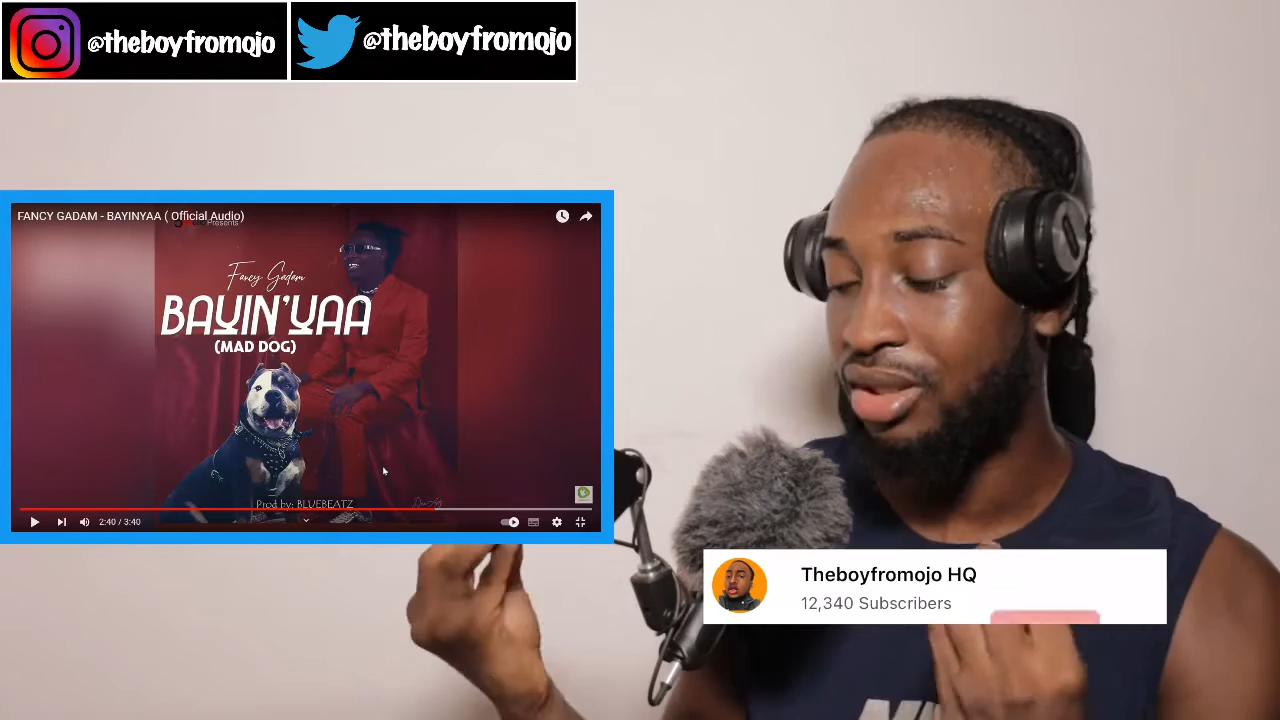 @theboyfromojo
@theboyfromojo
FANCY GADAM - BAYINYAA ( Official Audio)
Presents
Fancy Gadam
BAYIN'YAA
(MAD DOG)
Prod by: BLUEBEATZ
2:40 / 3:40
Theboyfromojo HQ
12,340 Subscribers